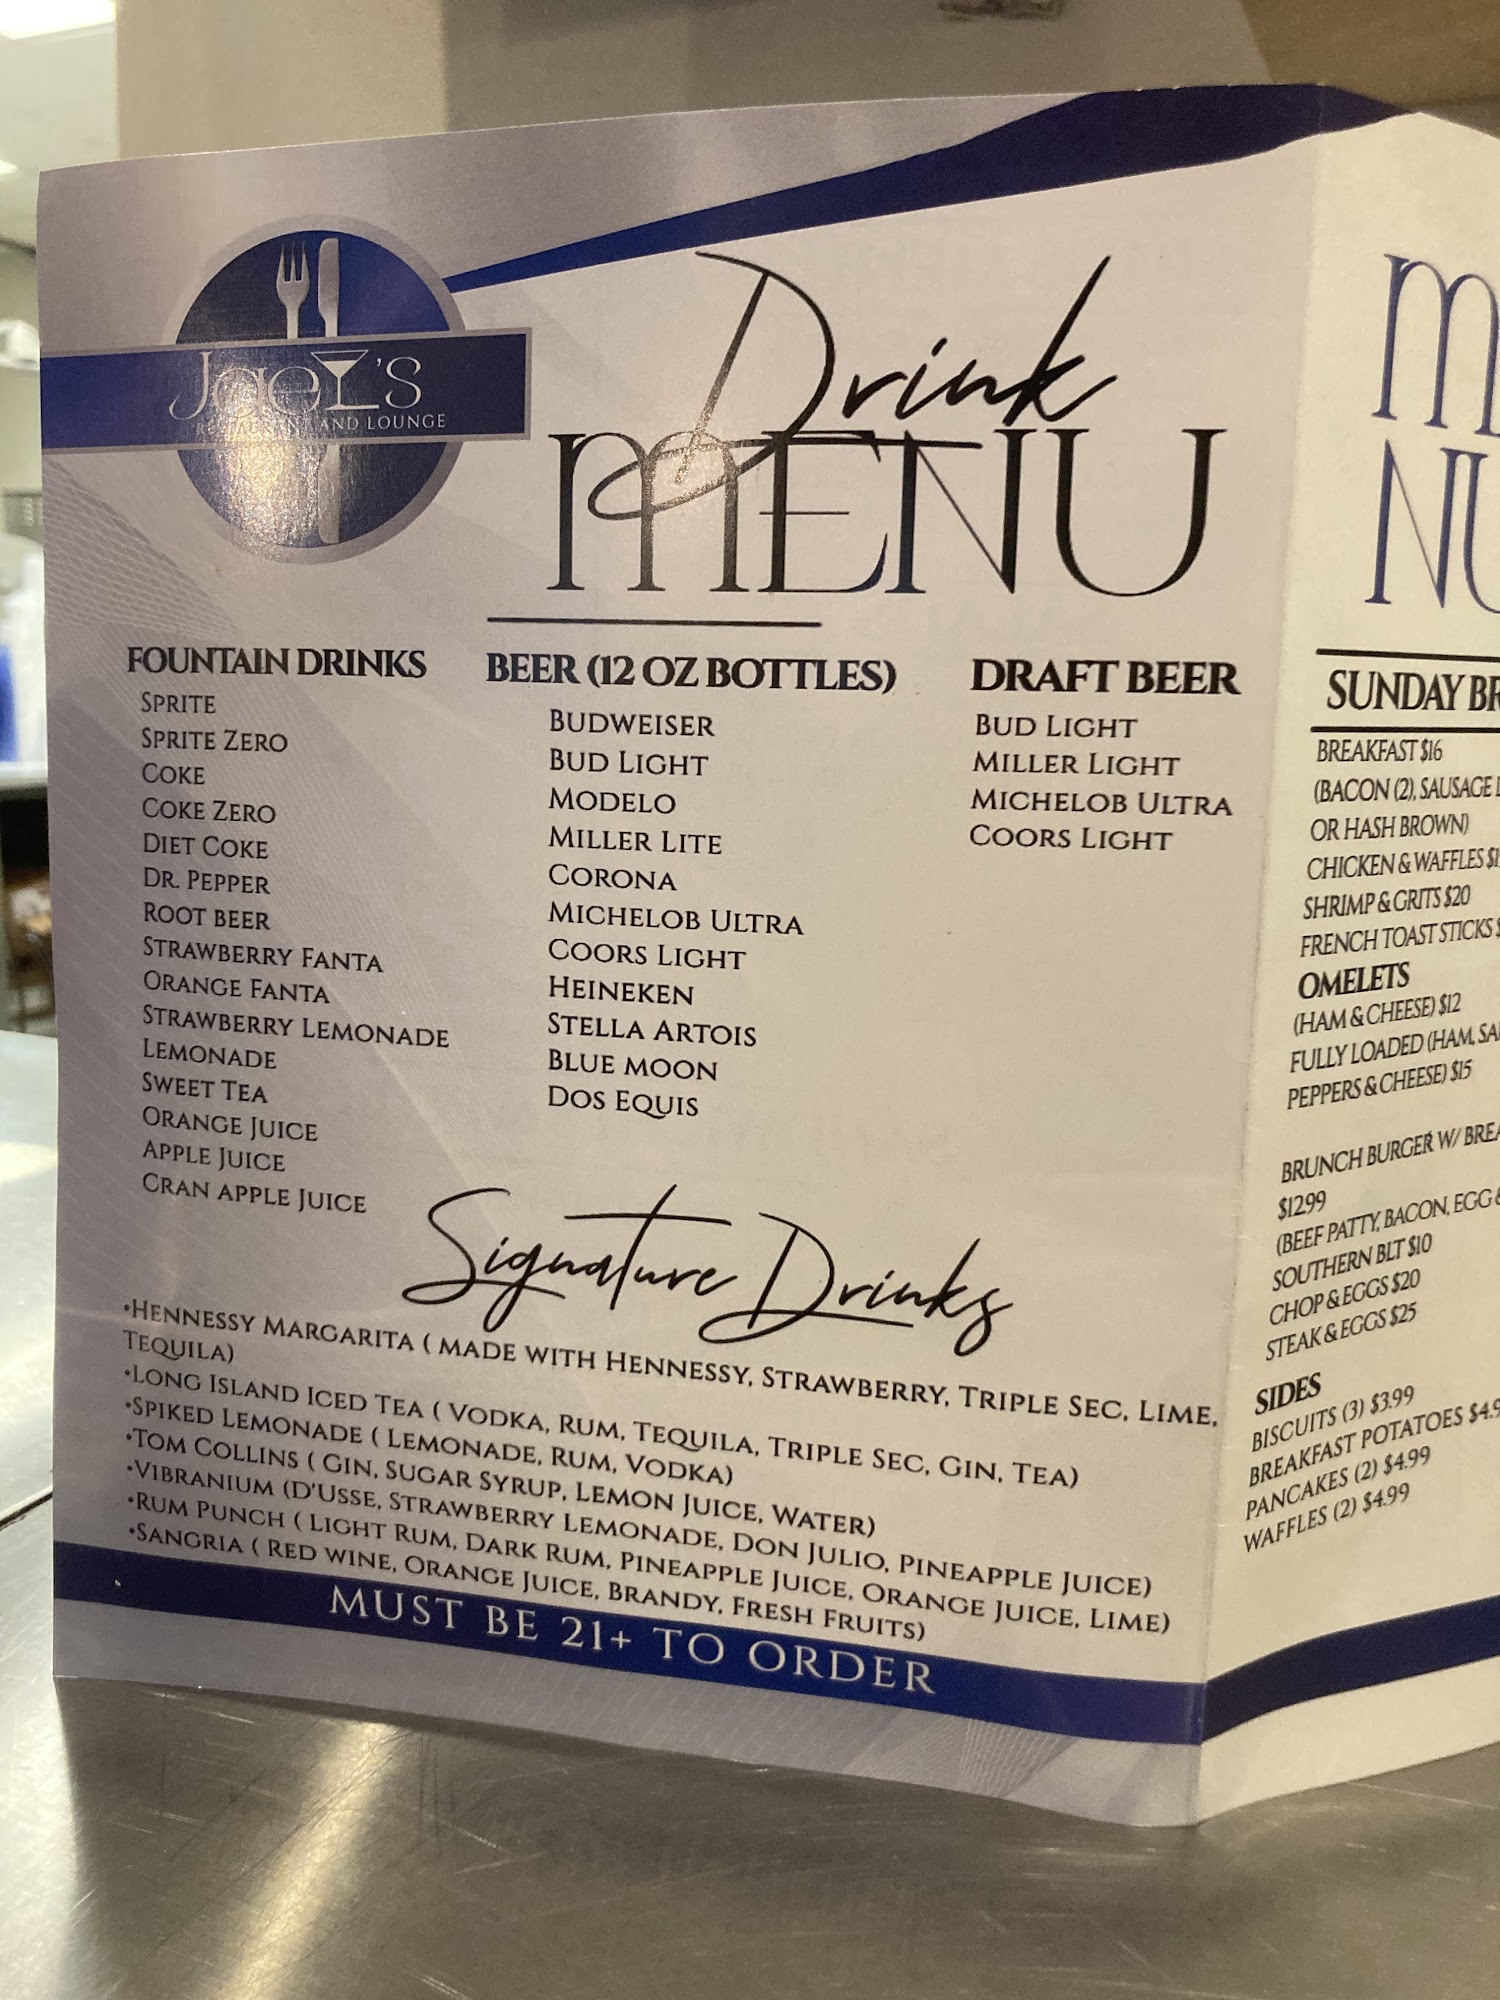 Jael's
RESTAURANT AND LOUNGE
Drink
MENU
FOUNTAIN DRINKS
SPRITE
SPRITE ZERO
COKE
COKE ZERO
DIET COKE
DR. PEPPER
ROOT BEER
STRAWBERRY FANTA
ORANGE FANTA
STRAWBERRY LEMONADE
LEMONADE
SWEET TEA
ORANGE JUICE
APPLE JUICE
CRAN APPLE JUICE
BEER (12 OZ BOTTLES)
BUDWEISER
BUD LIGHT
MODELO
MILLER LITE
CORONA
MICHELOB ULTRA
COORS LIGHT
HEINEKEN
STELLA ARTOIS
BLUE MOON
DOS EQUIS
DRAFT BEER
BUD LIGHT
MILLER LIGHT
MICHELOB ULTRA
COORS LIGHT
Signature Drinks
•HENNESSY MARGARITA ( MADE WITH HENNESSY, STRAWBERRY, TRIPLE SEC, LIME,
TEQUILA)
•LONG ISLAND ICED TEA ( VODKA, RUM, TEQUILA, TRIPLE SEC, GIN, TEA)
•SPIKED LEMONADE ( LEMONADE, RUM, VODKA)
•TOM COLLINS ( GIN, SUGAR SYRUP, LEMON JUICE, WATER)
•VIBRANIUM (D'USSE, STRAWBERRY LEMONADE, DON JULIO, PINEAPPLE JUICE)
•RUM PUNCH ( LIGHT RUM, DARK RUM, PINEAPPLE JUICE, ORANGE JUICE, LIME)
•SANGRIA ( RED WINE, ORANGE JUICE, BRANDY, FRESH FRUITS)
MUST BE 21+ TO ORDER
M
NU
SUNDAY BR
BREAKFAST $16
(BACON (2), SAUSAGE
OR HASH BROWN)
CHICKEN & WAFFLES
SHRIMP & GRITS $20
FRENCH TOAST STICKS
OMELETS
(HAM & CHEESE) $12
FULLY LOADED (HAM, SA
PEPPERS & CHEESE) $15
BRUNCH BURGER W/ BREA
$12.99
(BEEF PATTY, BACON, EGG &
SOUTHERN BLT $10
CHOP & EGGS $20
STEAK & EGGS $25
SIDES
BISCUITS (3) $3.99
BREAKFAST POTATOES $4.9
PANCAKES (2) $4.99
WAFFLES (2) $4.99